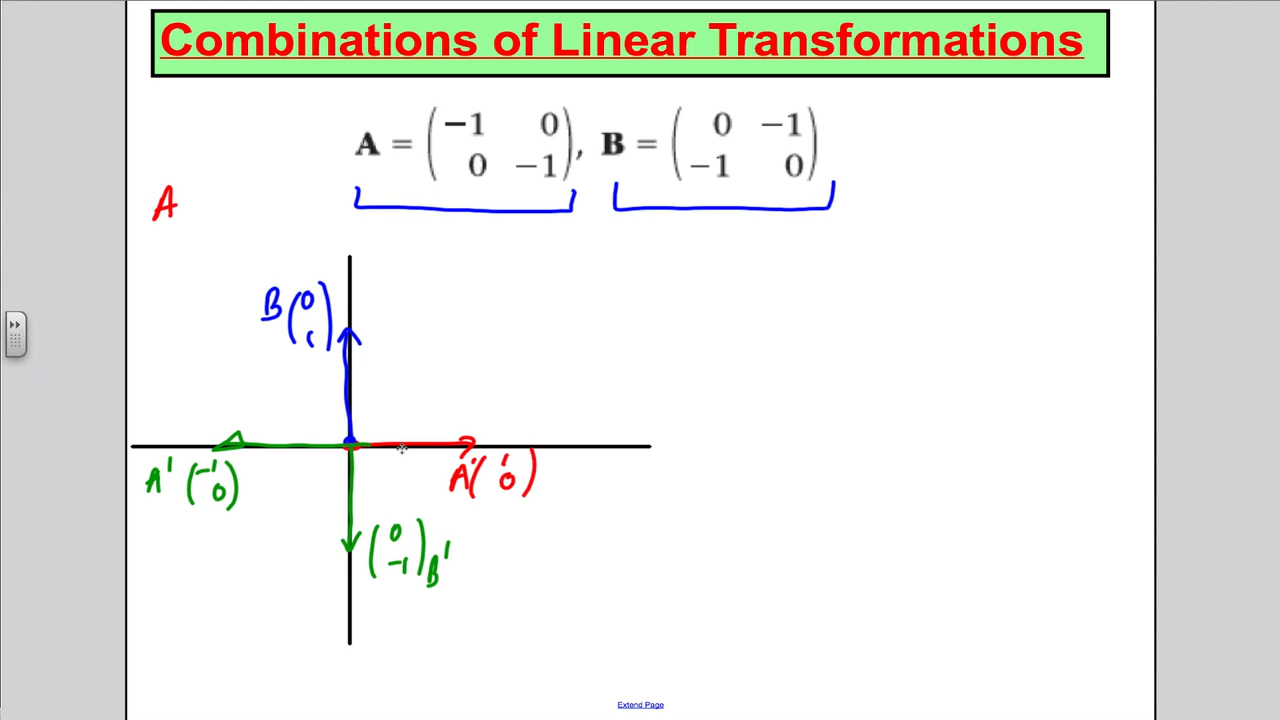 Combinations of Linear Transformations
A = (-1 0), B = (0 -1)
(0 -1) (-1 0)
A
B (0
1)
A' (-1
0)
A (1
0)
(0
-1) B'
Extend Page